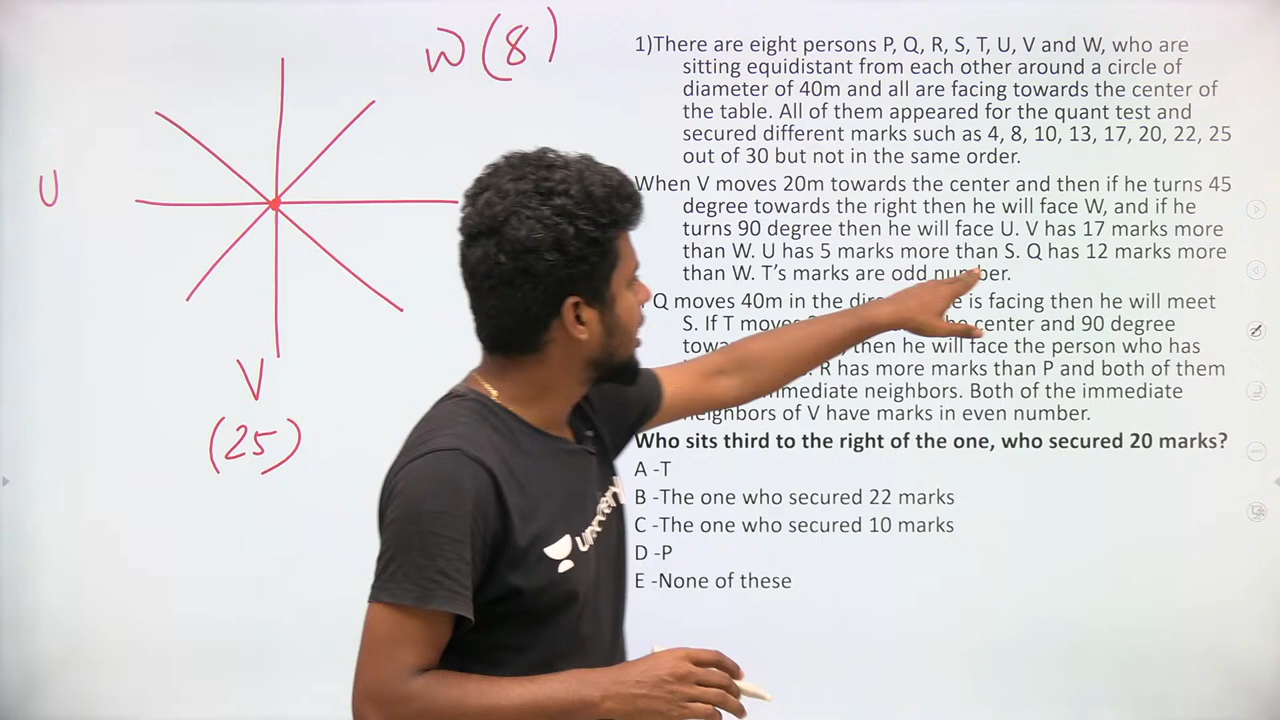 W (8)
U
V
(25)
1)There are eight persons P, Q, R, S, T, U, V and W, who are
sitting equidistant from each other around a circle of
diameter of 40m and all are facing towards the center of
the table. All of them appeared for the quant test and
secured different marks such as 4, 8, 10, 13, 17, 20, 22, 25
out of 30 but not in the same order.
When V moves 20m towards the center and then if he turns 45
degree towards the right then he will face W, and if he
turns 90 degree then he will face U. V has 17 marks more
than W. U has 5 marks more than S. Q has 12 marks more
than W. T's marks are odd number.
Q moves 40m in the is facing then he will meet
S. If T center and 90 degree
then he will face the person who has
R has more marks than P and both of them
immediate neighbors. Both of the immediate
neighbors of V have marks in even number.
Who sits third to the right of the one, who secured 20 marks?
A -T
B -The one who secured 22 marks
C -The one who secured 10 marks
D -P
E -None of these